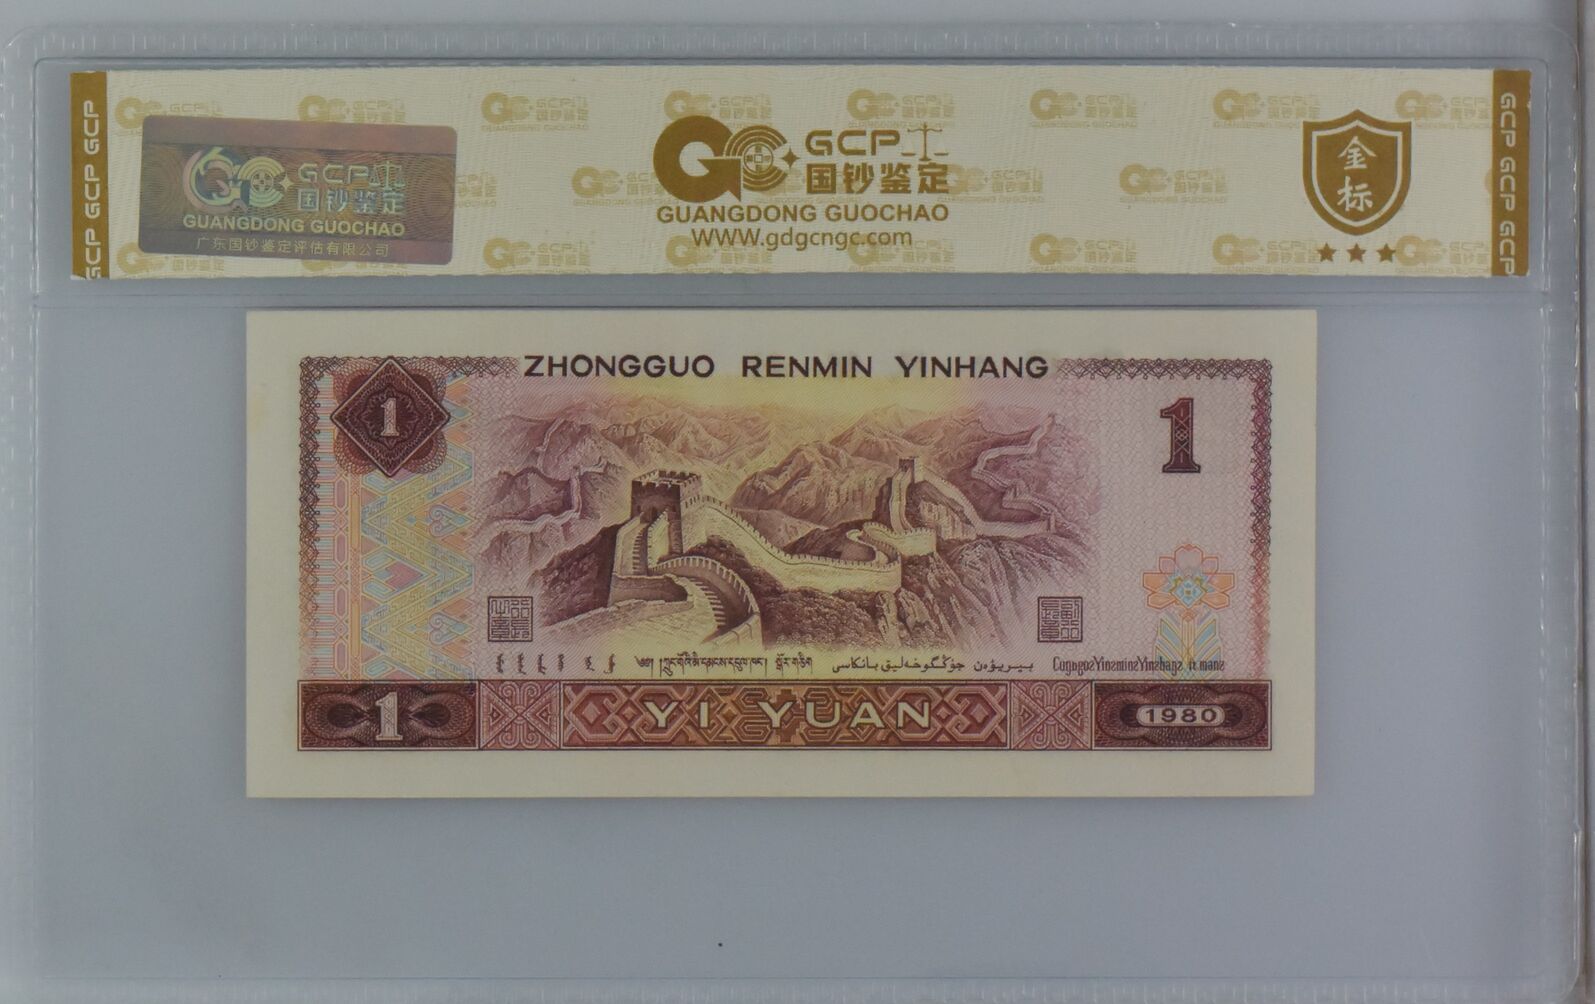 GCP GCP GCP
GCP
国钞鉴定
GUANGDONG GUOCHAO
广东国钞鉴定评估有限公司
GCP
国钞鉴定
GUANGDONG GUOCHAO
WWW.gdgcngc.com
金
标
GCP GCP GCP
ZHONGGUO RENMIN YINHANG
1
1
1
YI YUAN
1980